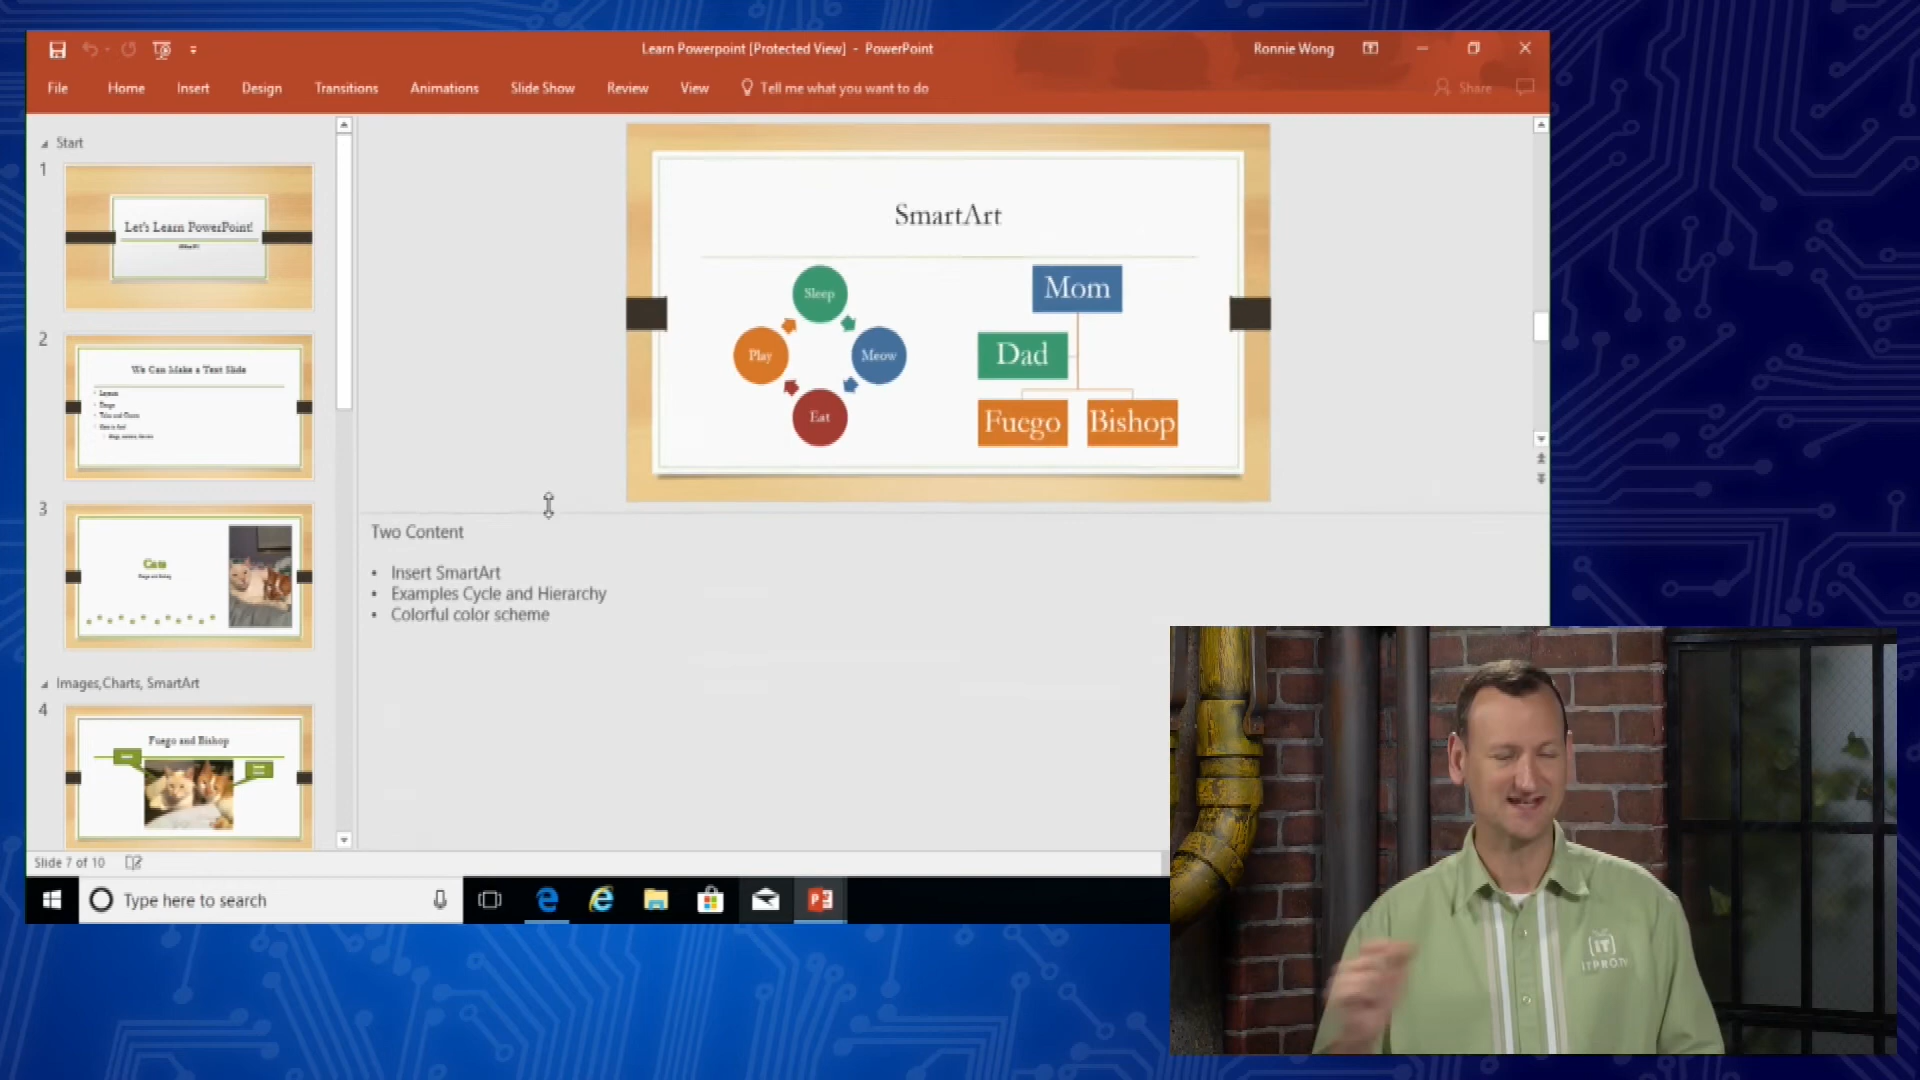 Learn Powerpoint [Protected View] - PowerPoint
Ronnie Wong
File Home Insert Design Transitions Animations Slide Show Review View Tell me what you want to do Share
Start
1
Let's Learn PowerPoint!
2
We Can Make a Text Slide
3
Cats
Images,Charts, SmartArt
4
Fuego and Bishop
SmartArt
Sleep
Meow
Eat
Play
Mom
Dad
Fuego Bishop
Two Content
• Insert SmartArt
• Examples Cycle and Hierarchy
• Colorful color scheme
Slide 7 of 10
Type here to search
IT
ITPRO.TV